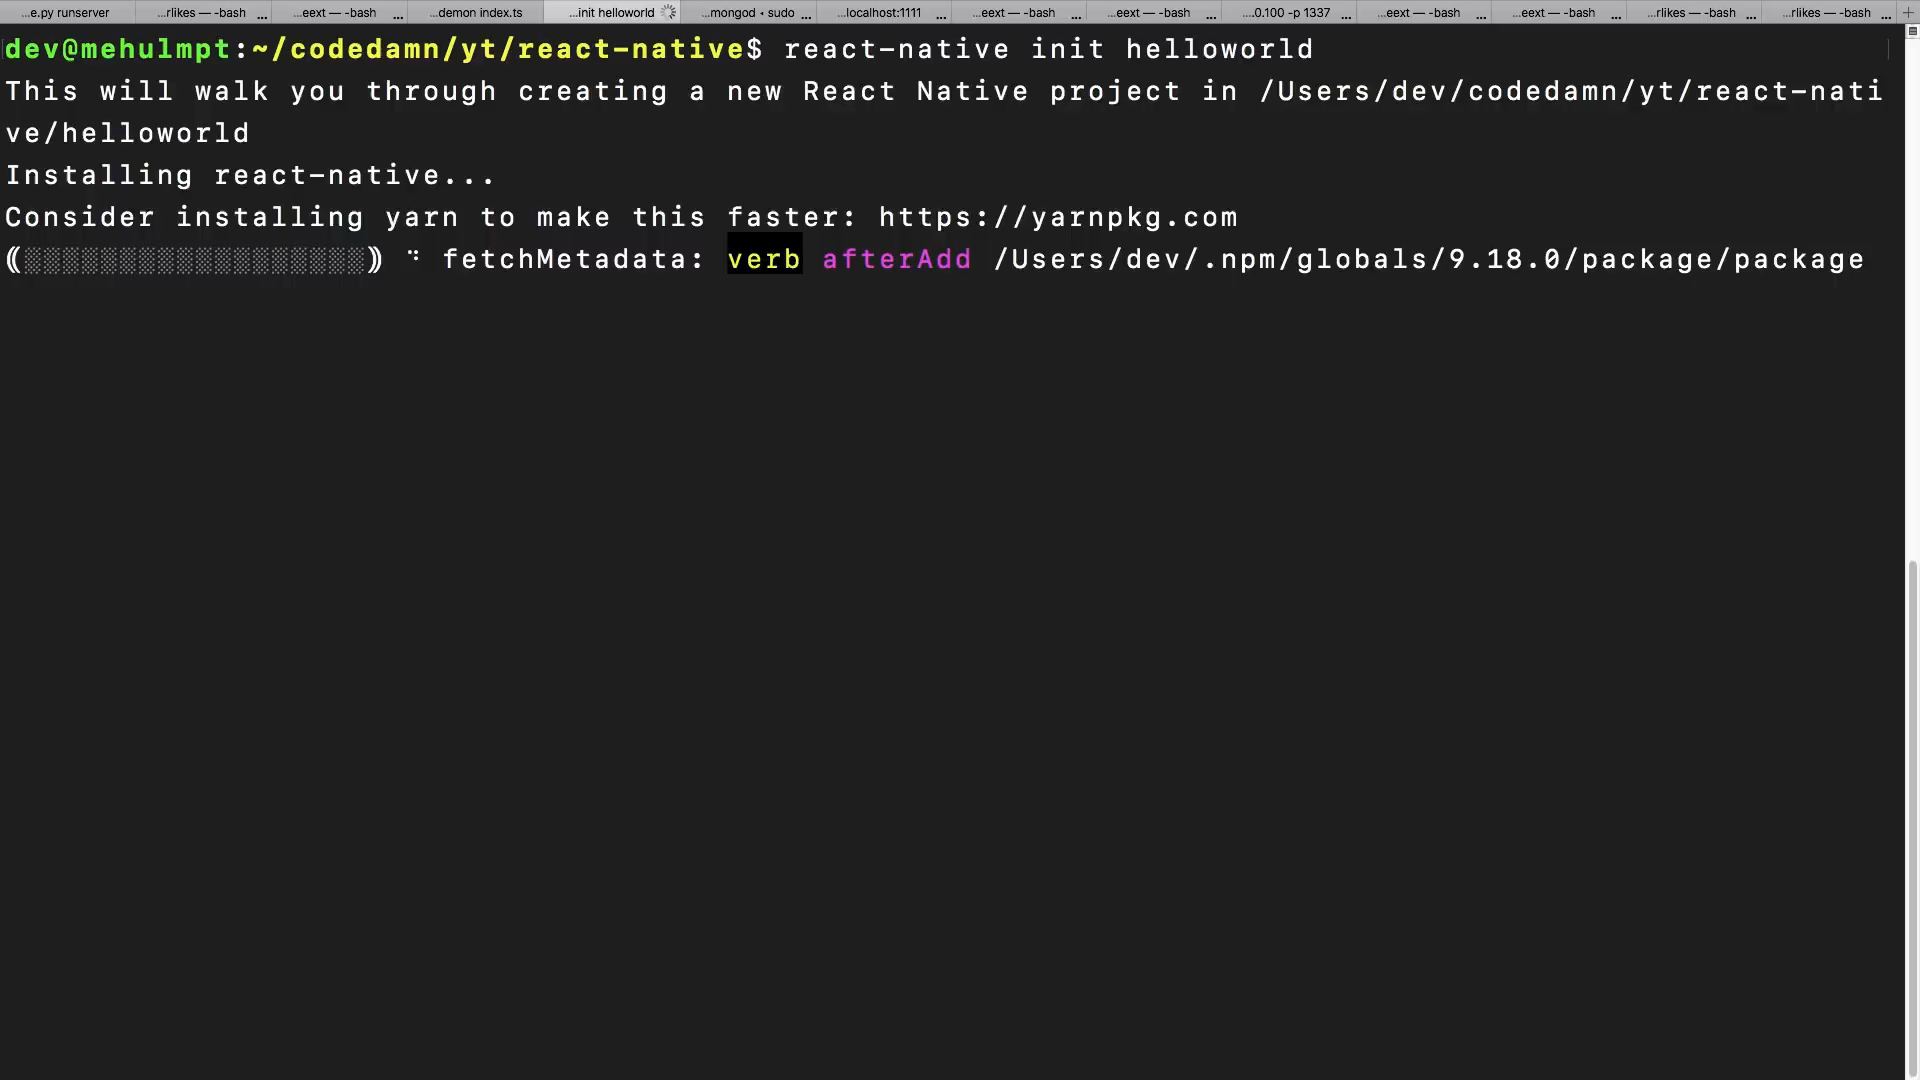 ...e.py runserver ...rlikes — -bash ... ...eext — -bash ... ...demon index.ts ...init helloworld ...mongod ◂ sudo ... ...localhost:1111 ... ...eext — -bash ... ...eext — -bash ... ...0.100 -p 1337 ... ...eext — -bash ... ...eext — -bash ... ...rlikes — -bash ... ...rlikes — -bash ... +
dev@mehulmpt:~/codedamn/yt/react-native$ react-native init helloworld
This will walk you through creating a new React Native project in /Users/dev/codedamn/yt/react-nati
ve/helloworld
Installing react-native...
Consider installing yarn to make this faster: https://yarnpkg.com
⸨░░░░░░░░░░░░░░░░░░⸩ ⠙ fetchMetadata: verb afterAdd /Users/dev/.npm/globals/9.18.0/package/package